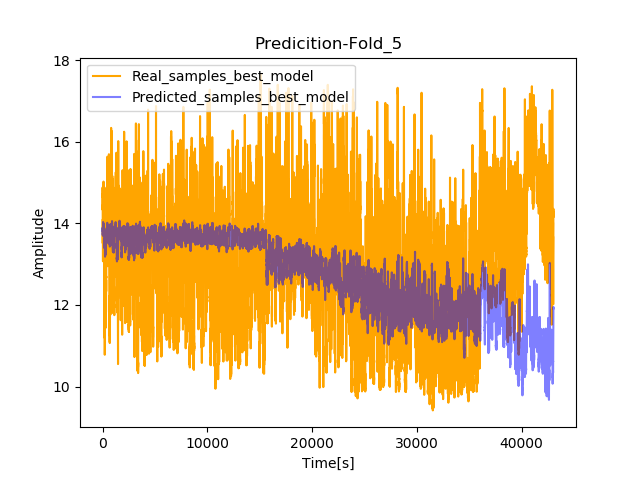 Predicition-Fold_5
Real_samples_best_model
Predicted_samples_best_model
18
16
14
12
10
Amplitude
0
10000
20000
30000
40000
Time[s]